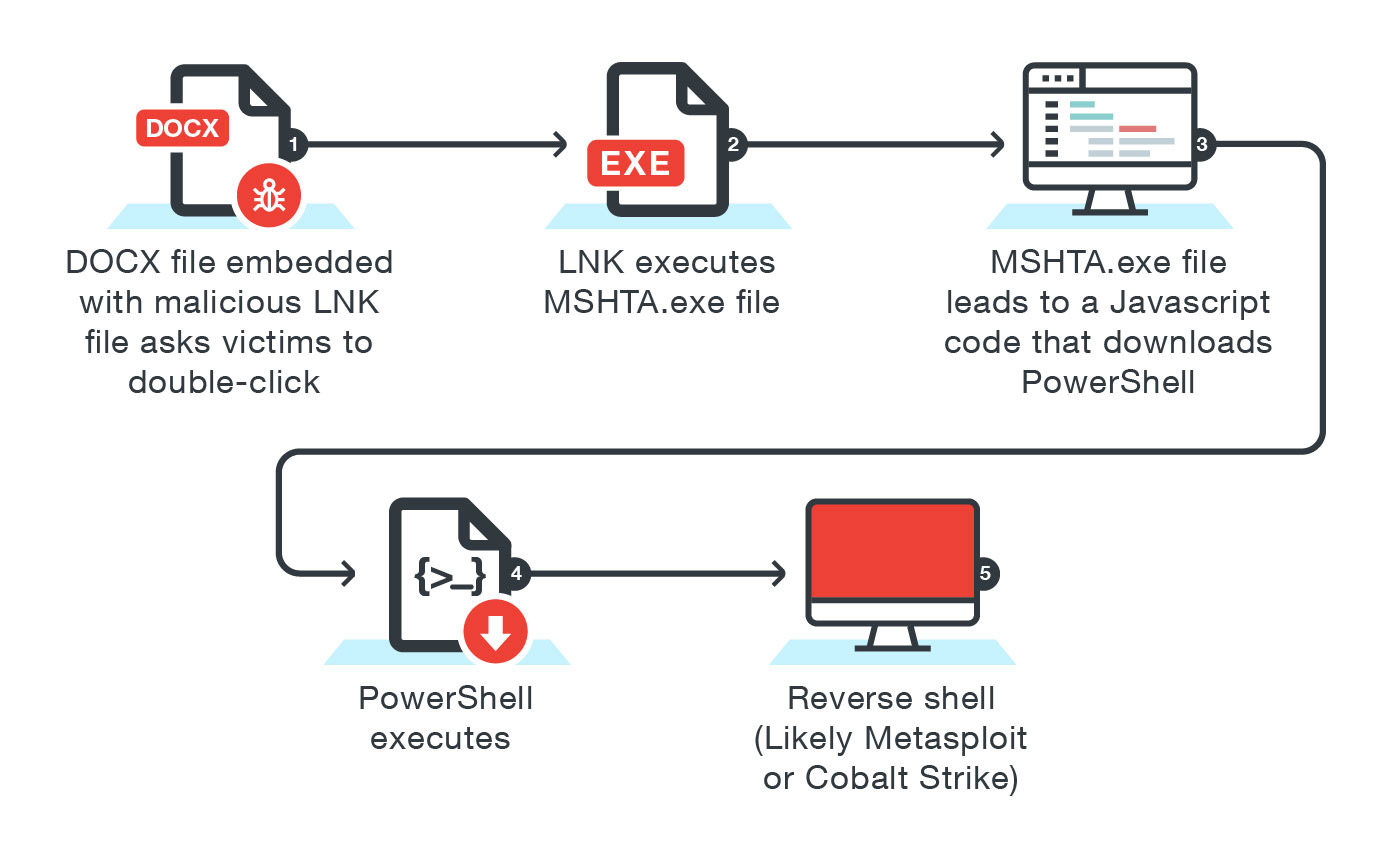 DOCX
1
EXE
2
3
DOCX file embedded
with malicious LNK
file asks victims to
double-click
LNK executes
MSHTA.exe file
MSHTA.exe file
leads to a Javascript
code that downloads
PowerShell
{>_}
4
5
PowerShell
executes
Reverse shell
(Likely Metasploit
or Cobalt Strike)